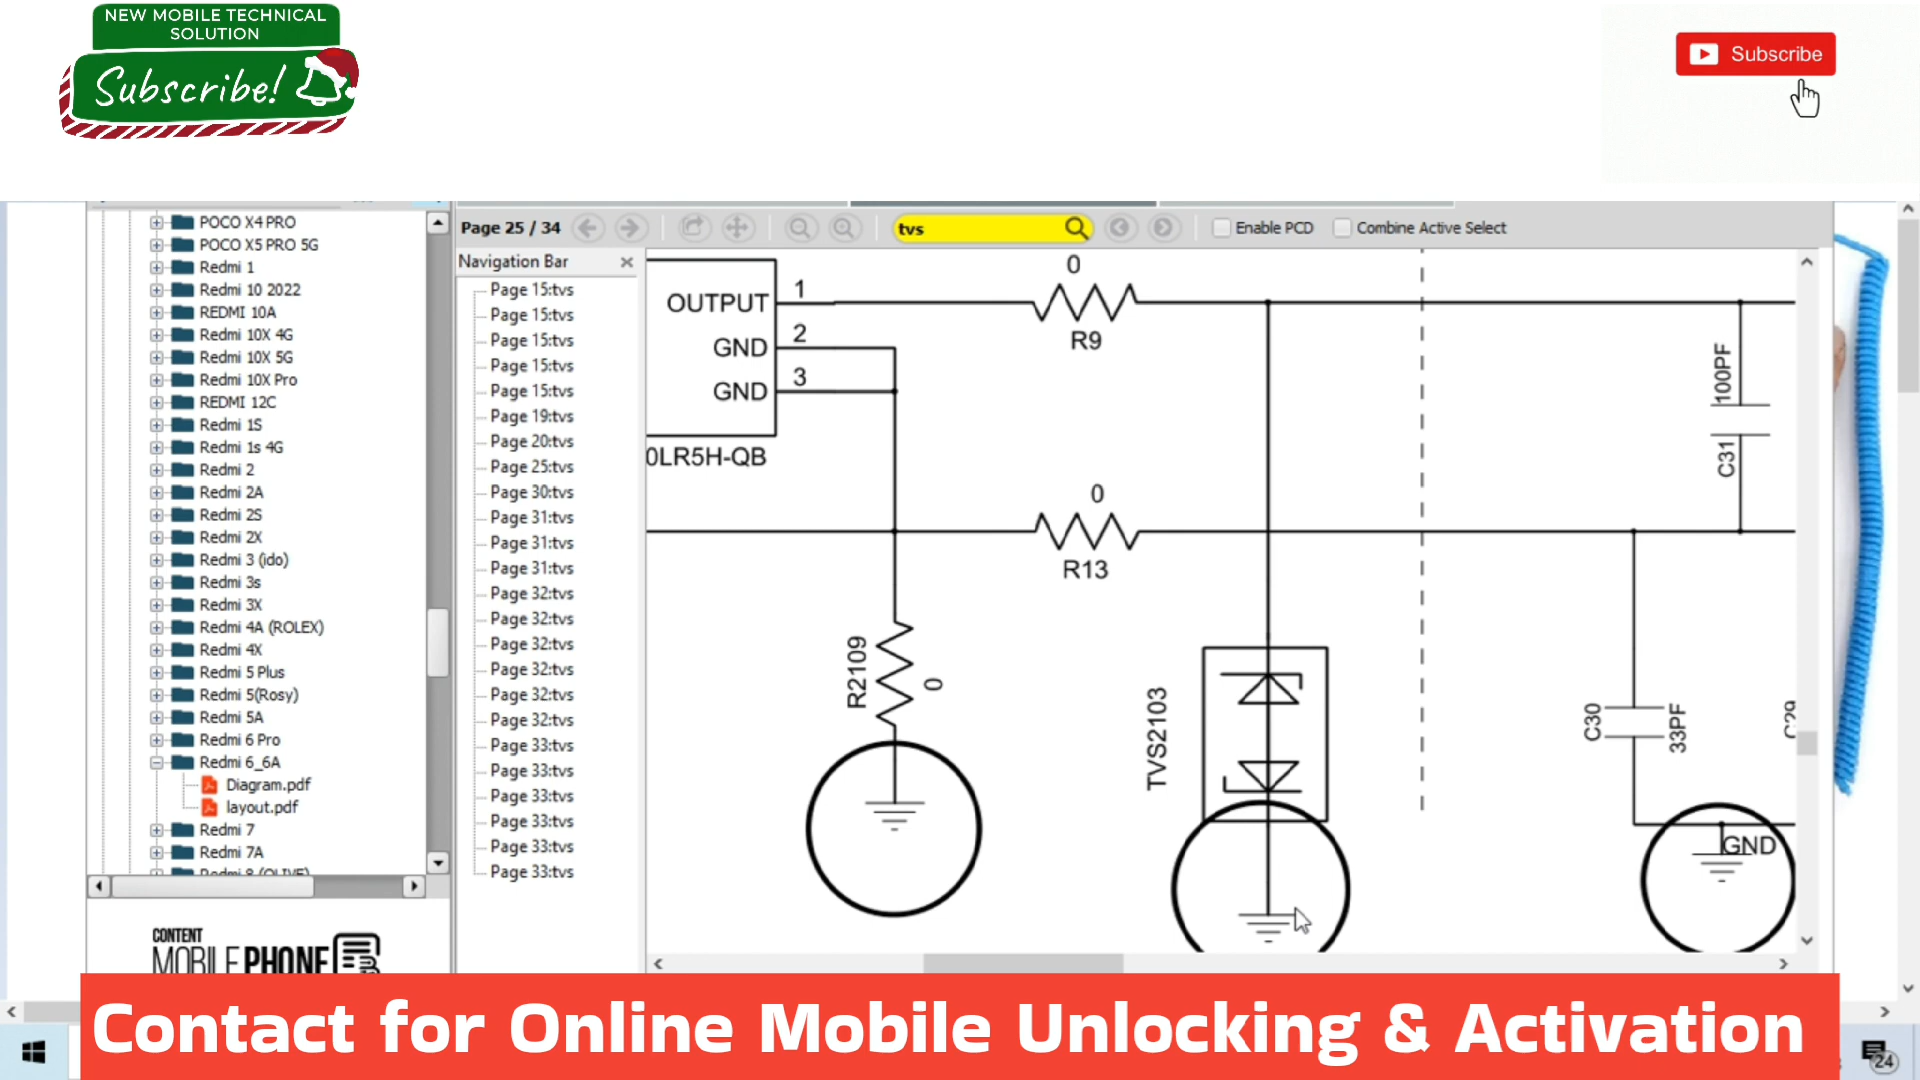 NEW MOBILE TECHNICAL
SOLUTION
Subscribe!
Subscribe
POCO X4 PRO
POCO X5 PRO 5G
Redmi 1
Redmi 10 2022
REDMI 10A
Redmi 10X 4G
Redmi 10X 5G
Redmi 10X Pro
REDMI 12C
Redmi 1S
Redmi 1s 4G
Redmi 2
Redmi 2A
Redmi 2S
Redmi 2X
Redmi 3 (ido)
Redmi 3s
Redmi 3X
Redmi 4A (ROLEX)
Redmi 4X
Redmi 5 Plus
Redmi 5(Rosy)
Redmi 5A
Redmi 6 Pro
Redmi 6_6A
Diagram.pdf
layout.pdf
Redmi 7
Redmi 7A
Redmi 8 (OLIVE)
CONTENT
MOBILE PHONE
Page 25 / 34
tvs
Enable PCD
Combine Active Select
Navigation Bar
Page 15:tvs
Page 15:tvs
Page 15:tvs
Page 15:tvs
Page 15:tvs
Page 19:tvs
Page 20:tvs
Page 25:tvs
Page 30:tvs
Page 31:tvs
Page 31:tvs
Page 31:tvs
Page 32:tvs
Page 32:tvs
Page 32:tvs
Page 32:tvs
Page 32:tvs
Page 32:tvs
Page 33:tvs
Page 33:tvs
Page 33:tvs
Page 33:tvs
Page 33:tvs
Page 33:tvs
OUTPUT
1
GND
2
GND
3
0LR5H-QB
0
R9
0
R13
R2109
0
TVS2103
100PF
C31
C30
33PF
C29
GND
Contact for Online Mobile Unlocking & Activation
24